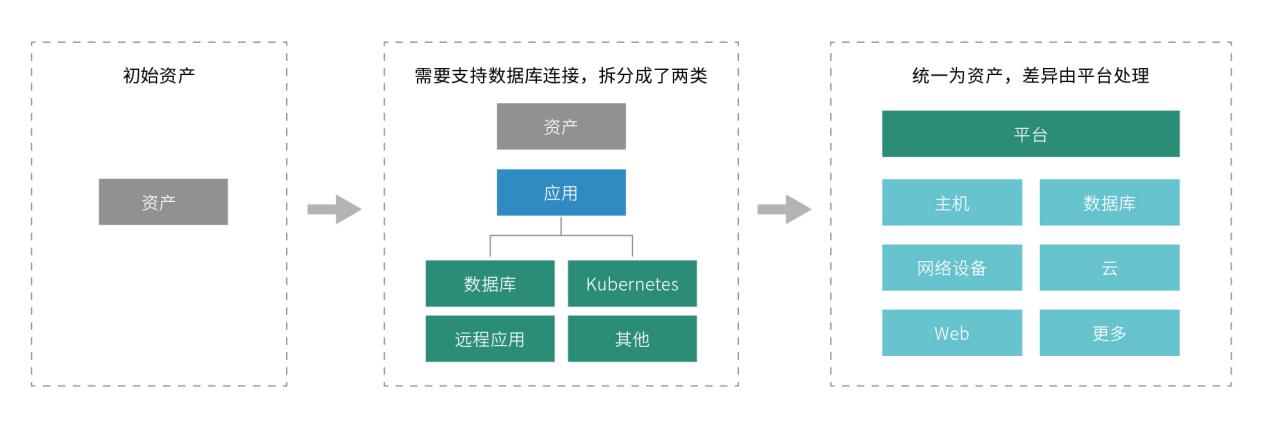 初始资产
资产
需要支持数据库连接，拆分成了两类
资产
应用
数据库
Kubernetes
远程应用
其他
统一为资产，差异由平台处理
平台
主机
数据库
网络设备
云
Web
更多